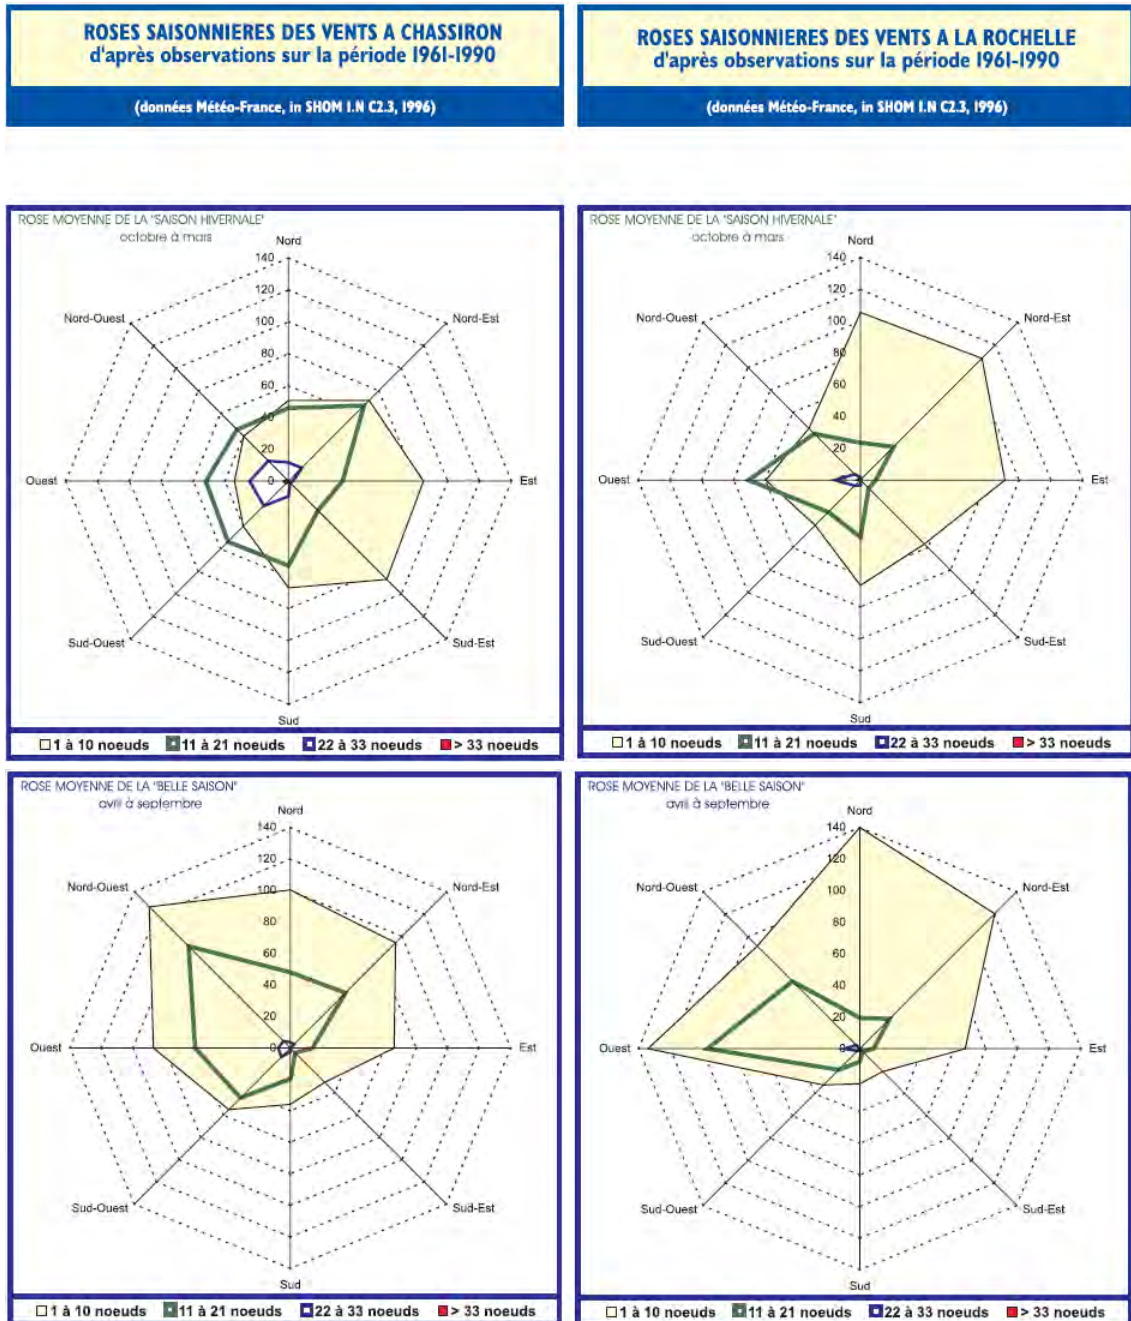 ROSES SAISONNIERES DES VENTS A CHASSIRON
d'après observations sur la période 1961-1990
(données Météo-France, in SHOM I.N C2.3, 1996)
ROSES SAISONNIERES DES VENTS A LA ROCHELLE
d'après observations sur la période 1961-1990
(données Météo-France, in SHOM I.N C2.3, 1996)
ROSE MOYENNE DE LA "SAISON HIVERNALE"
octobre à mars
Nord
140
120
100
80
60
40
20
0
Nord-Ouest
Nord-Est
Ouest
Est
Sud-Ouest
Sud-Est
Sud
1 à 10 noeuds 11 à 21 noeuds 22 à 33 noeuds > 33 noeuds
ROSE MOYENNE DE LA "SAISON HIVERNALE"
octobre à mars
Nord
140
120
100
80
60
40
20
0
Nord-Ouest
Nord-Est
Ouest
Est
Sud-Ouest
Sud-Est
Sud
1 à 10 noeuds 11 à 21 noeuds 22 à 33 noeuds > 33 noeuds
ROSE MOYENNE DE LA "BELLE SAISON"
avril à septembre
Nord
140
120
100
80
60
40
20
0
Nord-Ouest
Nord-Est
Ouest
Est
Sud-Ouest
Sud-Est
Sud
1 à 10 noeuds 11 à 21 noeuds 22 à 33 noeuds > 33 noeuds
ROSE MOYENNE DE LA "BELLE SAISON"
avril à septembre
Nord
140
120
100
80
60
40
20
0
Nord-Ouest
Nord-Est
Ouest
Est
Sud-Ouest
Sud-Est
Sud
1 à 10 noeuds 11 à 21 noeuds 22 à 33 noeuds > 33 noeuds